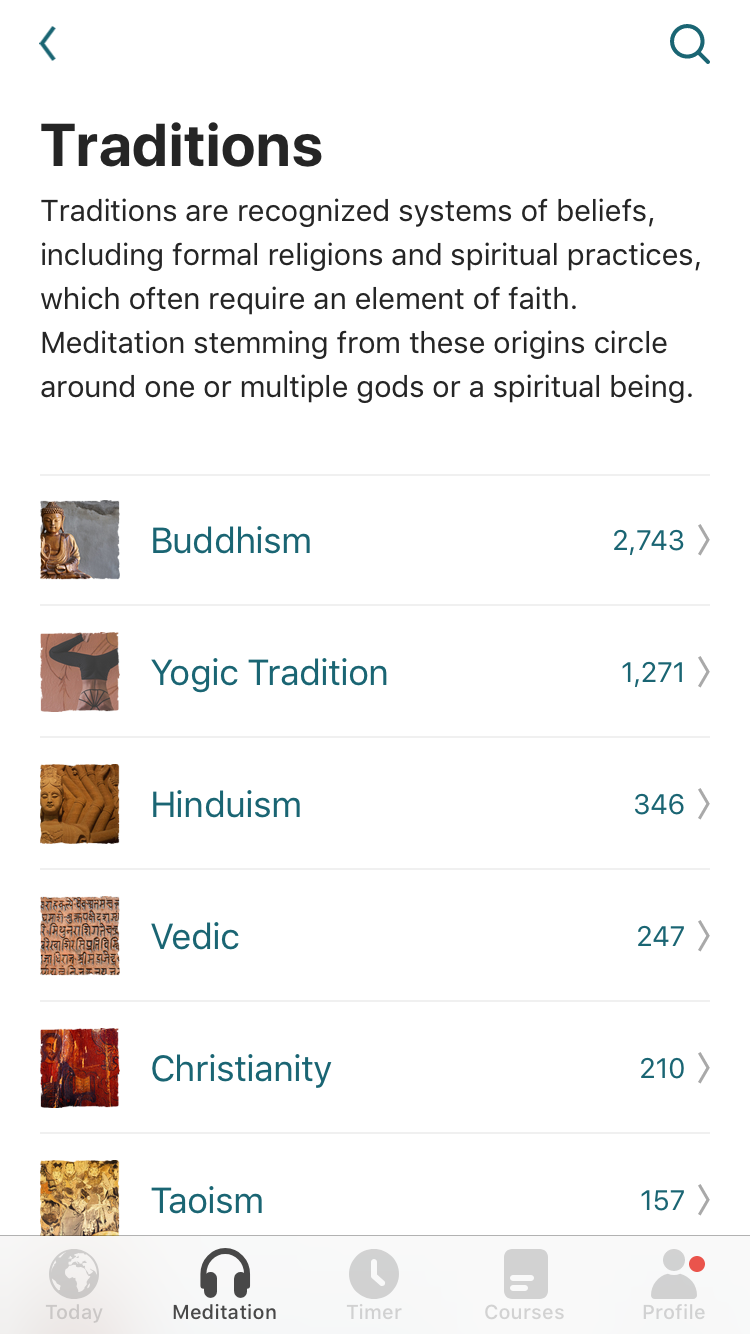 Traditions
Traditions are recognized systems of beliefs,
including formal religions and spiritual practices,
which often require an element of faith.
Meditation stemming from these origins circle
around one or multiple gods or a spiritual being.
Buddhism 2,743
Yogic Tradition 1,271
Hinduism 346
Vedic 247
Christianity 210
Taoism 157
Today Meditation Timer Courses Profile